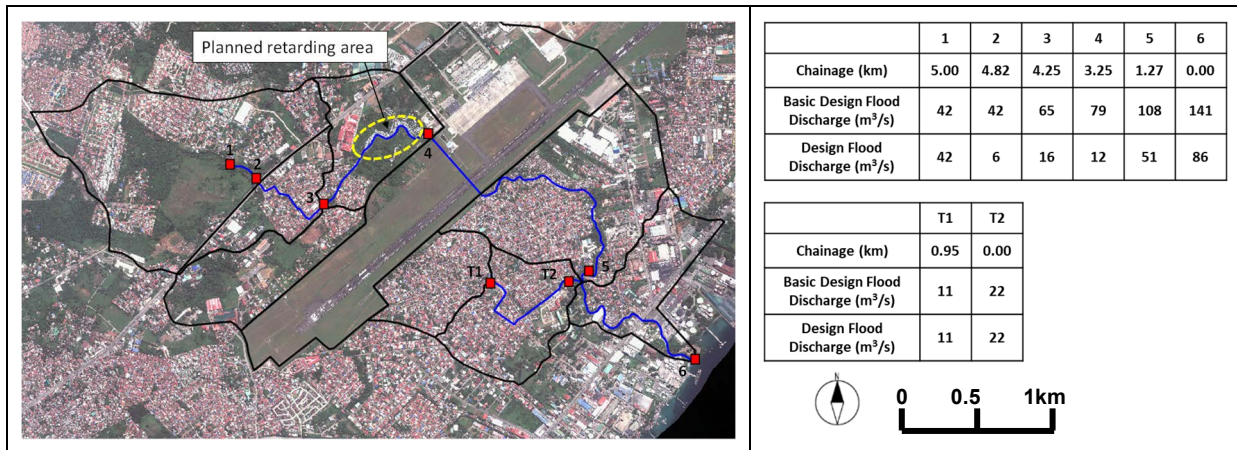 Planned retarding area
1
2
3
4
T1
T2
5
6
1 2 3 4 5 6
Chainage (km) 5.00 4.82 4.25 3.25 1.27 0.00
Basic Design Flood
Discharge (m³/s) 42 42 65 79 108 141
Design Flood
Discharge (m³/s) 42 6 16 12 51 86
T1 T2
Chainage (km) 0.95 0.00
Basic Design Flood
Discharge (m³/s) 11 22
Design Flood
Discharge (m³/s) 11 22
0 0.5 1km